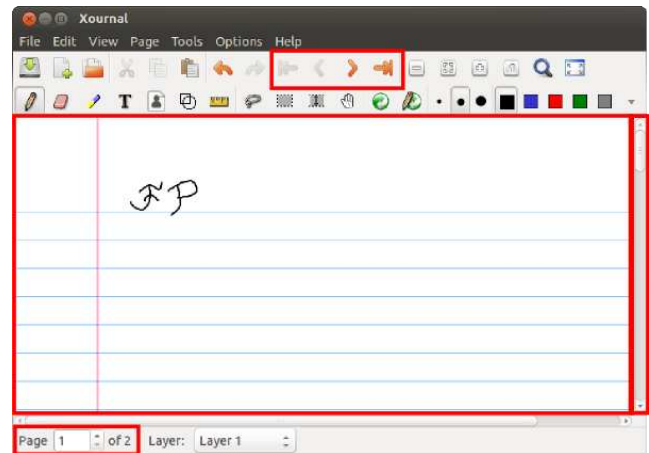 Xournal
File Edit View Page Tools Options Help
T
FP
Page 1 of 2 Layer: Layer 1